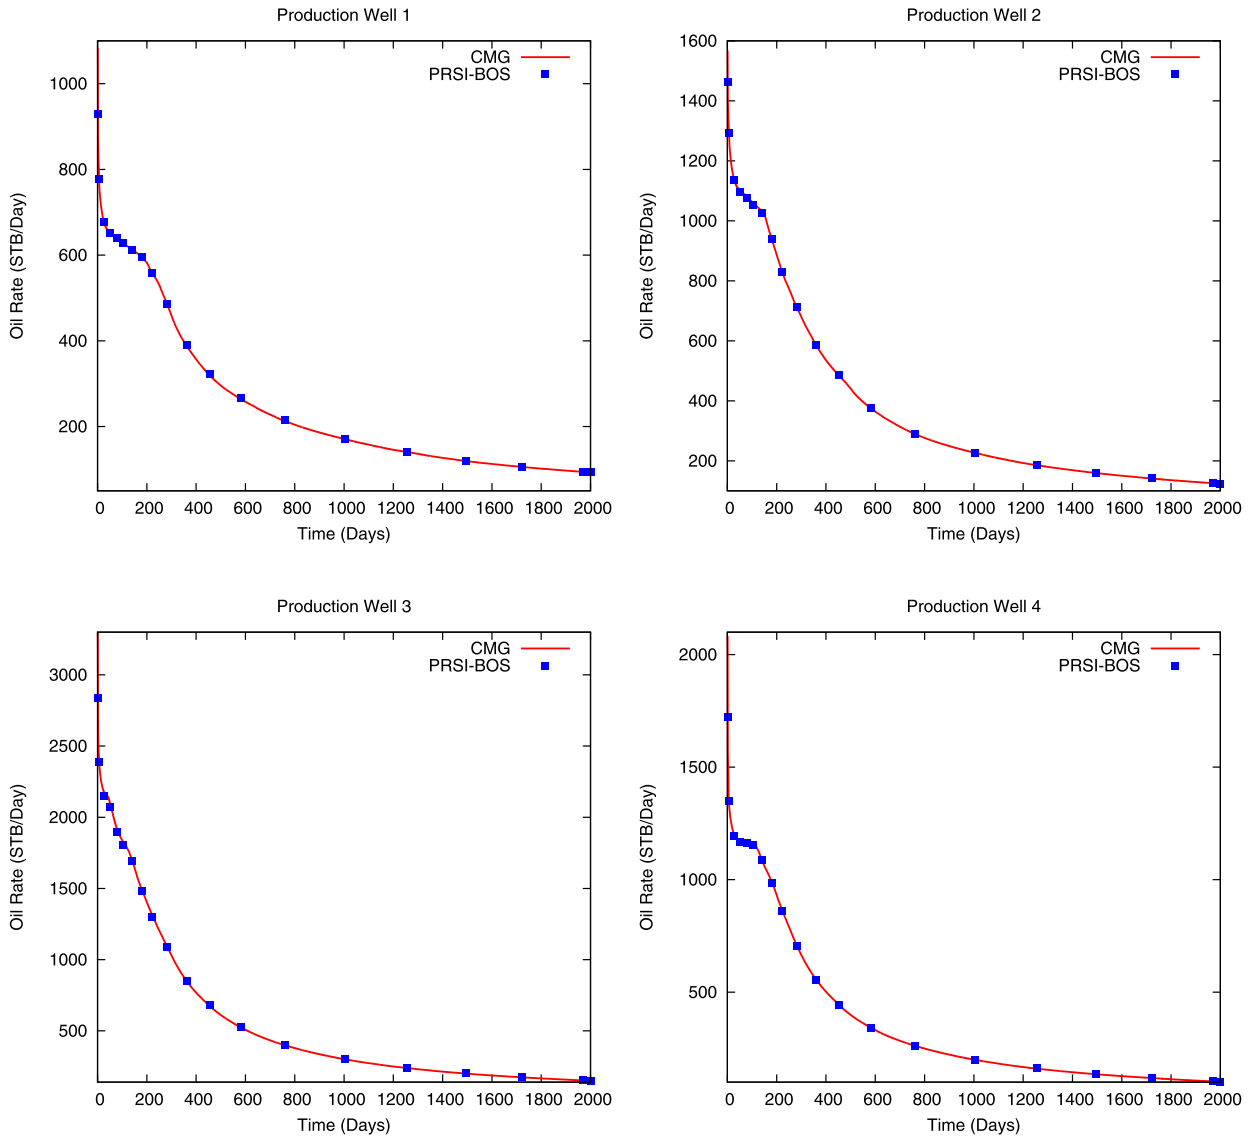 Production Well 1
CMG
PRSI-BOS
1000
800
600
400
200
Oil Rate (STB/Day)
0 200 400 600 800 1000 1200 1400 1600 1800 2000
Time (Days)
Production Well 2
CMG
PRSI-BOS
1600
1400
1200
1000
800
600
400
200
Oil Rate (STB/Day)
0 200 400 600 800 1000 1200 1400 1600 1800 2000
Time (Days)
Production Well 3
CMG
PRSI-BOS
3000
2500
2000
1500
1000
500
Oil Rate (STB/Day)
0 200 400 600 800 1000 1200 1400 1600 1800 2000
Time (Days)
Production Well 4
CMG
PRSI-BOS
2000
1500
1000
500
Oil Rate (STB/Day)
0 200 400 600 800 1000 1200 1400 1600 1800 2000
Time (Days)